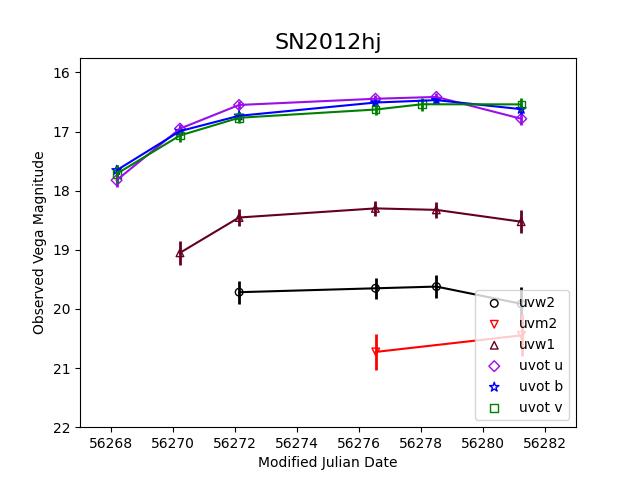 SN2012hj
Observed Vega Magnitude
16
17
18
19
20
21
22
uvw2
uvm2
uvw1
uvot u
uvot b
uvot v
56268 56270 56272 56274 56276 56278 56280 56282
Modified Julian Date